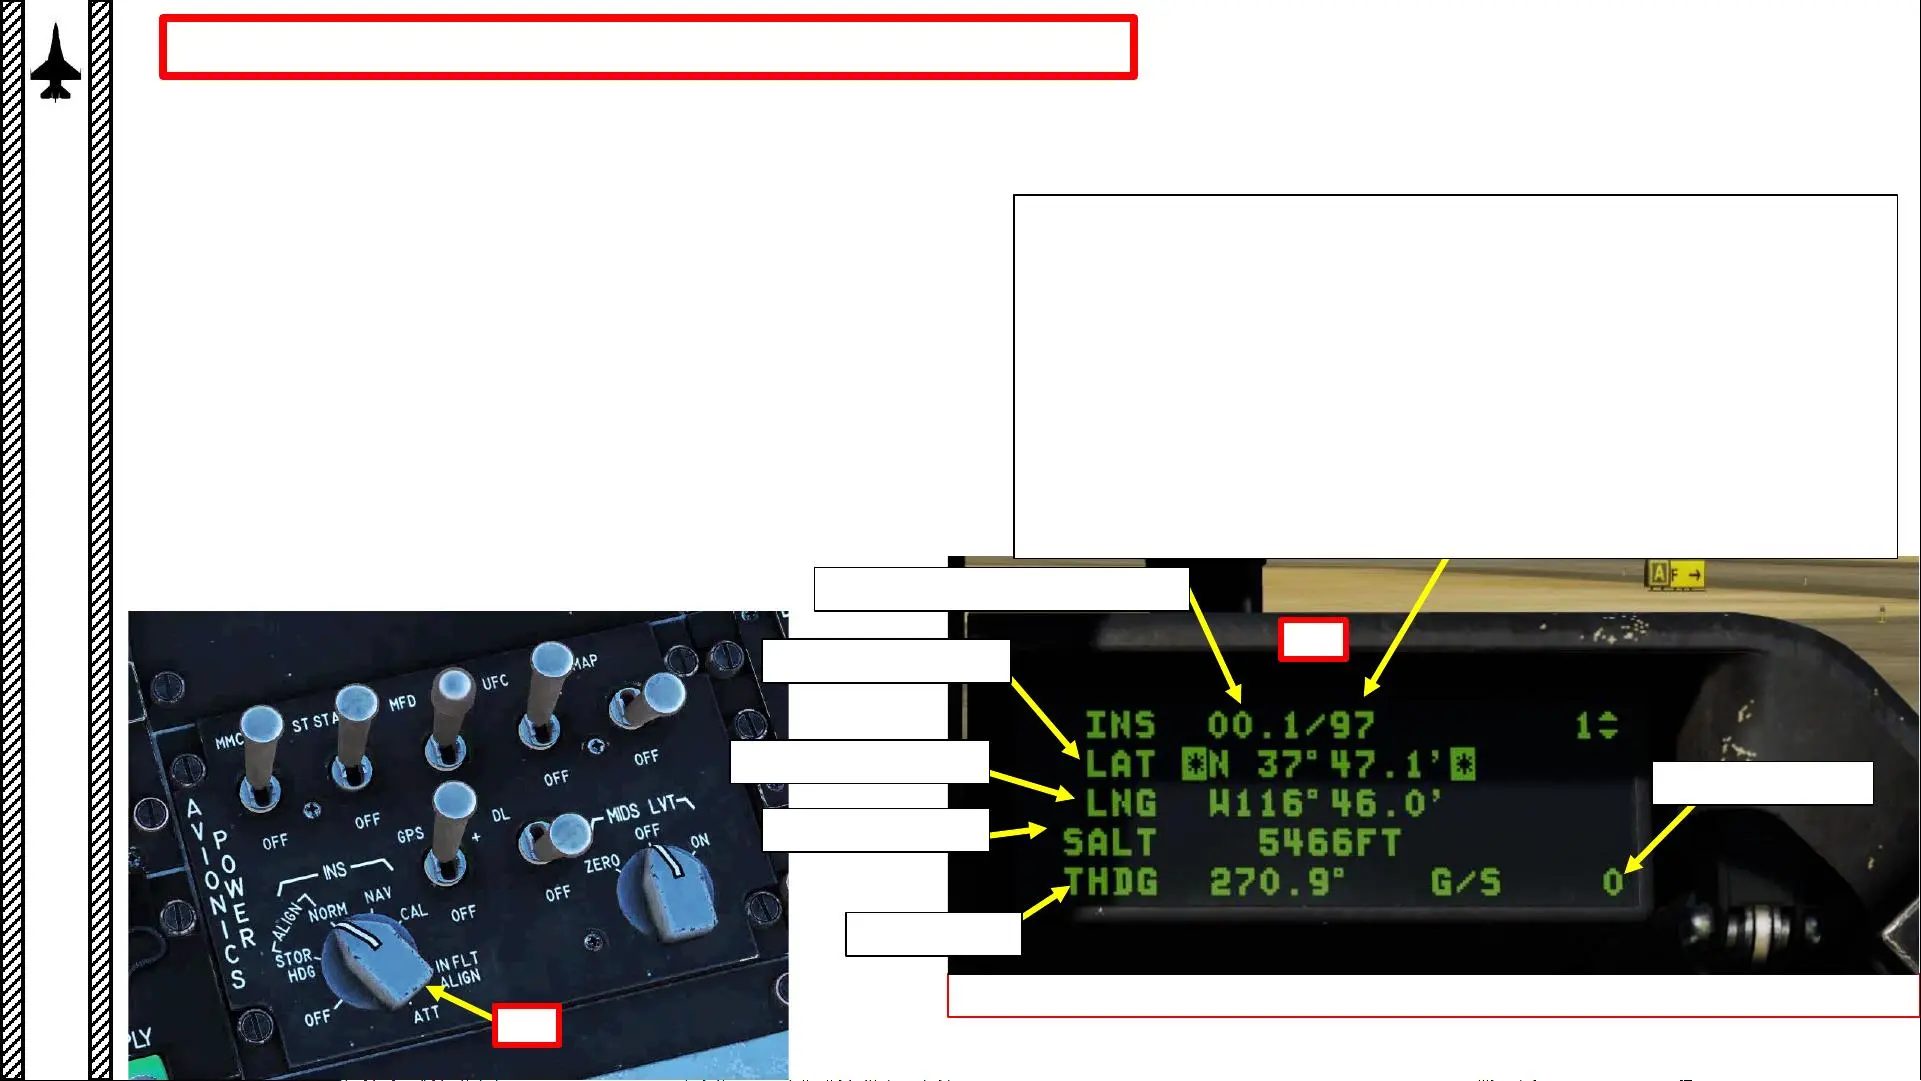 A F →
INS 00.1/97 1
LAT *N 37°47.1'*
LNG W116°46.0'
SALT 5466FT
THDG 270.9° G/S 0
MMC
ST STA
MFD
UFC
MAP
OFF
OFF
OFF
OFF
GPS
+
DL
MIDS LVT
OFF
ZERO
ON
OFF
OFF
AVIONICS
POWER
INS
ALIGN
NORM
NAV
CAL
STOR
HDG
IN FLT
ALIGN
OFF
ATT
PLY